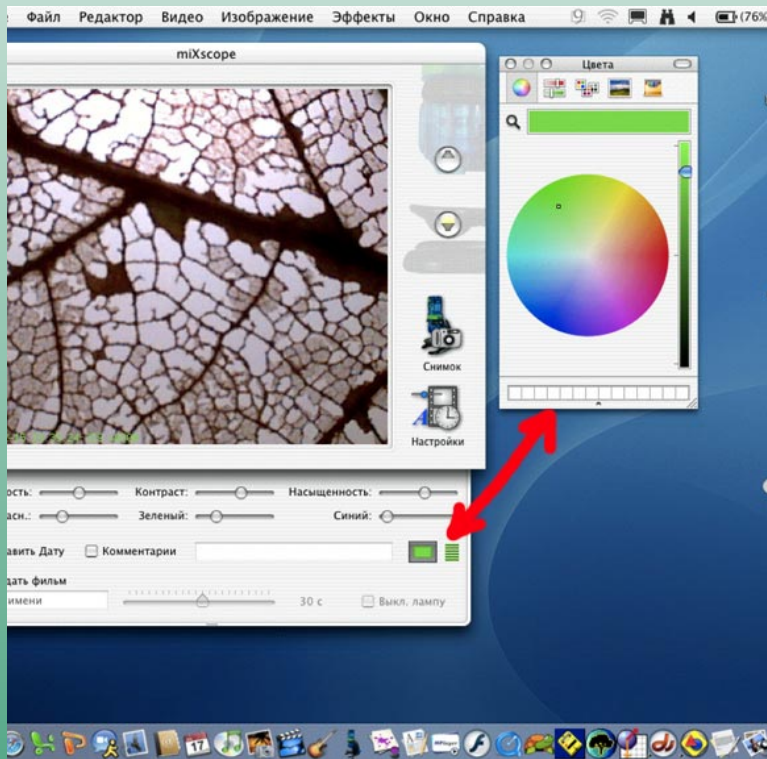 Файл Редактор Видео Изображение Эффекты Окно Справка (76%
miXscope
Цвета
Снимок
Настройки
ость: Контраст: Насыщенность:
асн.: Зеленый: Синий:
авить Дату Комментарии
дать фильм
имени 30 с Выкл. лампу
17